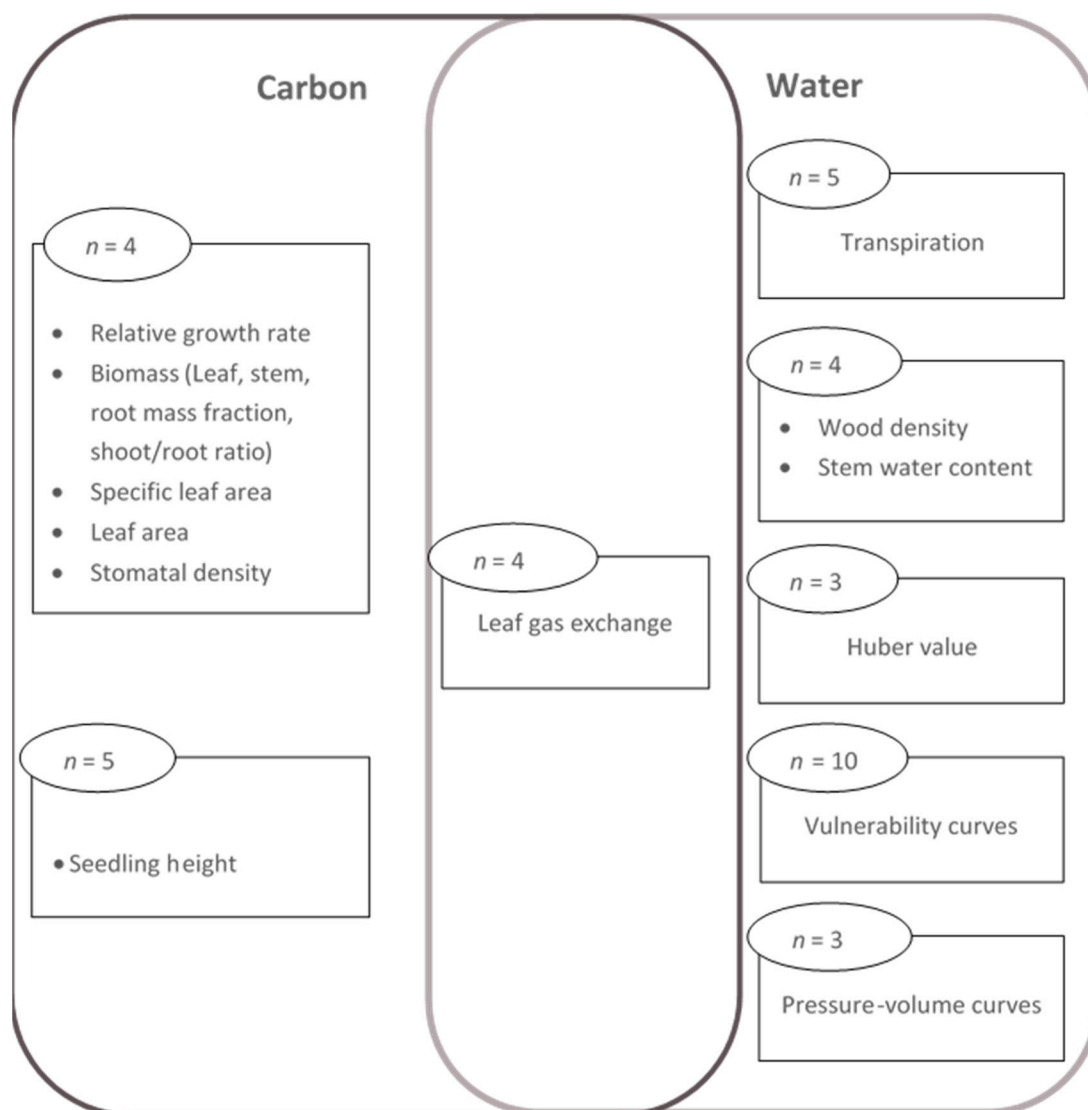 Carbon
n = 4
• Relative growth rate
• Biomass (Leaf, stem,
root mass fraction,
shoot/root ratio)
• Specific leaf area
• Leaf area
• Stomatal density
n = 5
• Seedling height
n = 4
Leaf gas exchange
Water
n = 5
Transpiration
n = 4
• Wood density
• Stem water content
n = 3
Huber value
n = 10
Vulnerability curves
n = 3
Pressure-volume curves